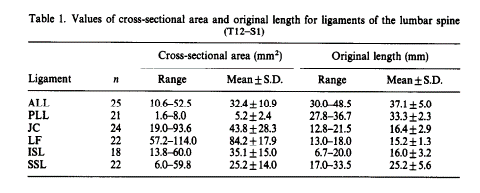 Table 1. Values of cross-sectional area and original length for ligaments of the lumbar spine
(T12–S1)
Cross-sectional area (mm²) Original length (mm)
Ligament n Range Mean ± S.D. Range Mean ± S.D.
ALL 25 10.6–52.5 32.4 ± 10.9 30.0–48.5 37.1 ± 5.0
PLL 21 1.6–8.0 5.2 ± 2.4 27.8–36.7 33.3 ± 2.3
JC 24 19.0–93.6 43.8 ± 28.3 12.8–21.5 16.4 ± 2.9
LF 22 57.2–114.0 84.2 ± 17.9 13.0–18.0 15.2 ± 1.3
ISL 18 13.8–60.0 35.1 ± 15.0 6.7–20.0 16.0 ± 3.2
SSL 22 6.0–59.8 25.2 ± 14.0 17.0–33.5 25.2 ± 5.6